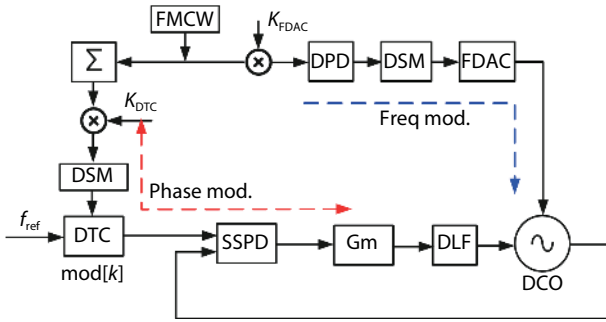 FMCW
K_FDAC
Σ
DPD
DSM
FDAC
K_DTC
Freq mod.
DSM
Phase mod.
f_ref
DTC
SSPD
Gm
DLF
mod[k]
DCO